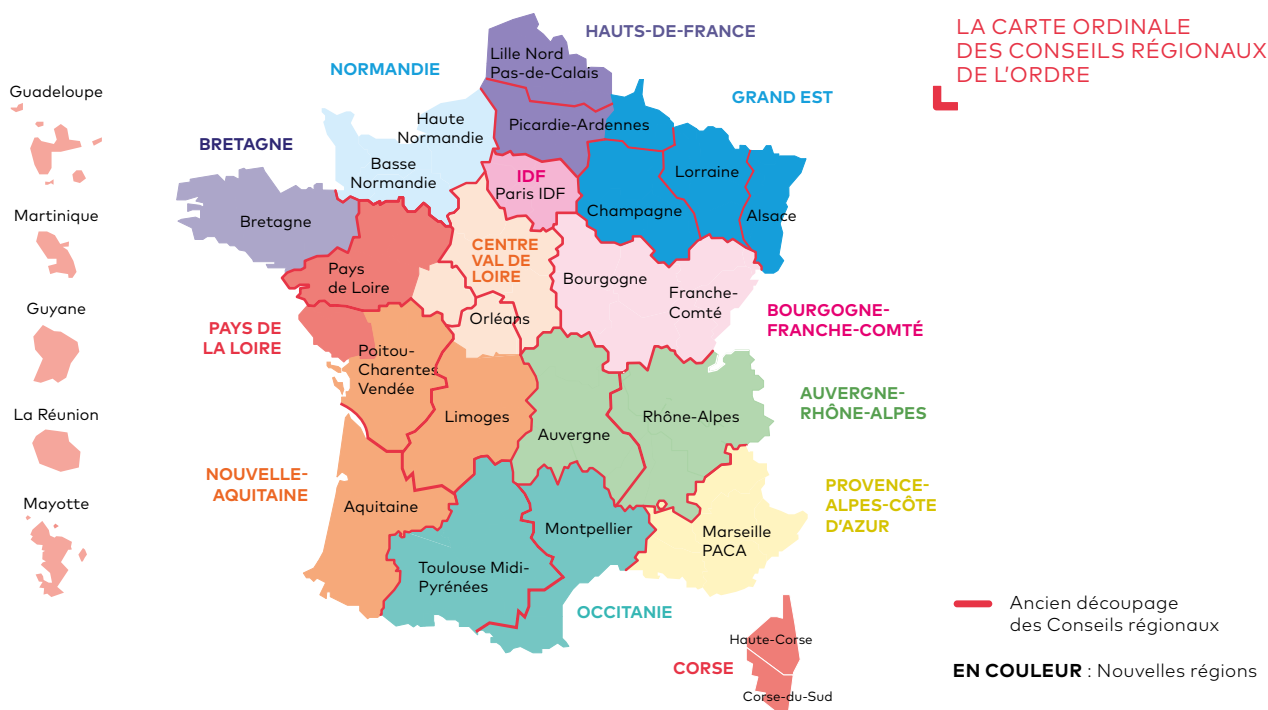 LA CARTE ORDINALE
DES CONSEILS RÉGIONAUX
DE L'ORDRE
HAUTS-DE-FRANCE
Lille Nord
Pas-de-Calais
NORMANDIE
GRAND EST
Guadeloupe
Haute
Normandie
Picardie-Ardennes
BRETAGNE
Basse
Normandie
IDF
Paris IDF
Lorraine
Martinique
Bretagne
Champagne
Alsace
CENTRE
VAL DE
LOIRE
Pays
de Loire
Bourgogne
Franche-
Comté
Guyane
Orléans
BOURGOGNE-
FRANCHE-COMTÉ
PAYS DE
LA LOIRE
Poitou-
Charentes
Vendée
AUVERGNE-
RHÔNE-ALPES
La Réunion
Limoges
Rhône-Alpes
Auvergne
NOUVELLE-
AQUITAINE
PROVENCE-
ALPES-CÔTE
D'AZUR
Mayotte
Aquitaine
Montpellier
Marseille
PACA
Toulouse Midi-
Pyrénées
OCCITANIE
Ancien découpage
des Conseils régionaux
Haute-Corse
CORSE
Corse-du-Sud
EN COULEUR : Nouvelles régions